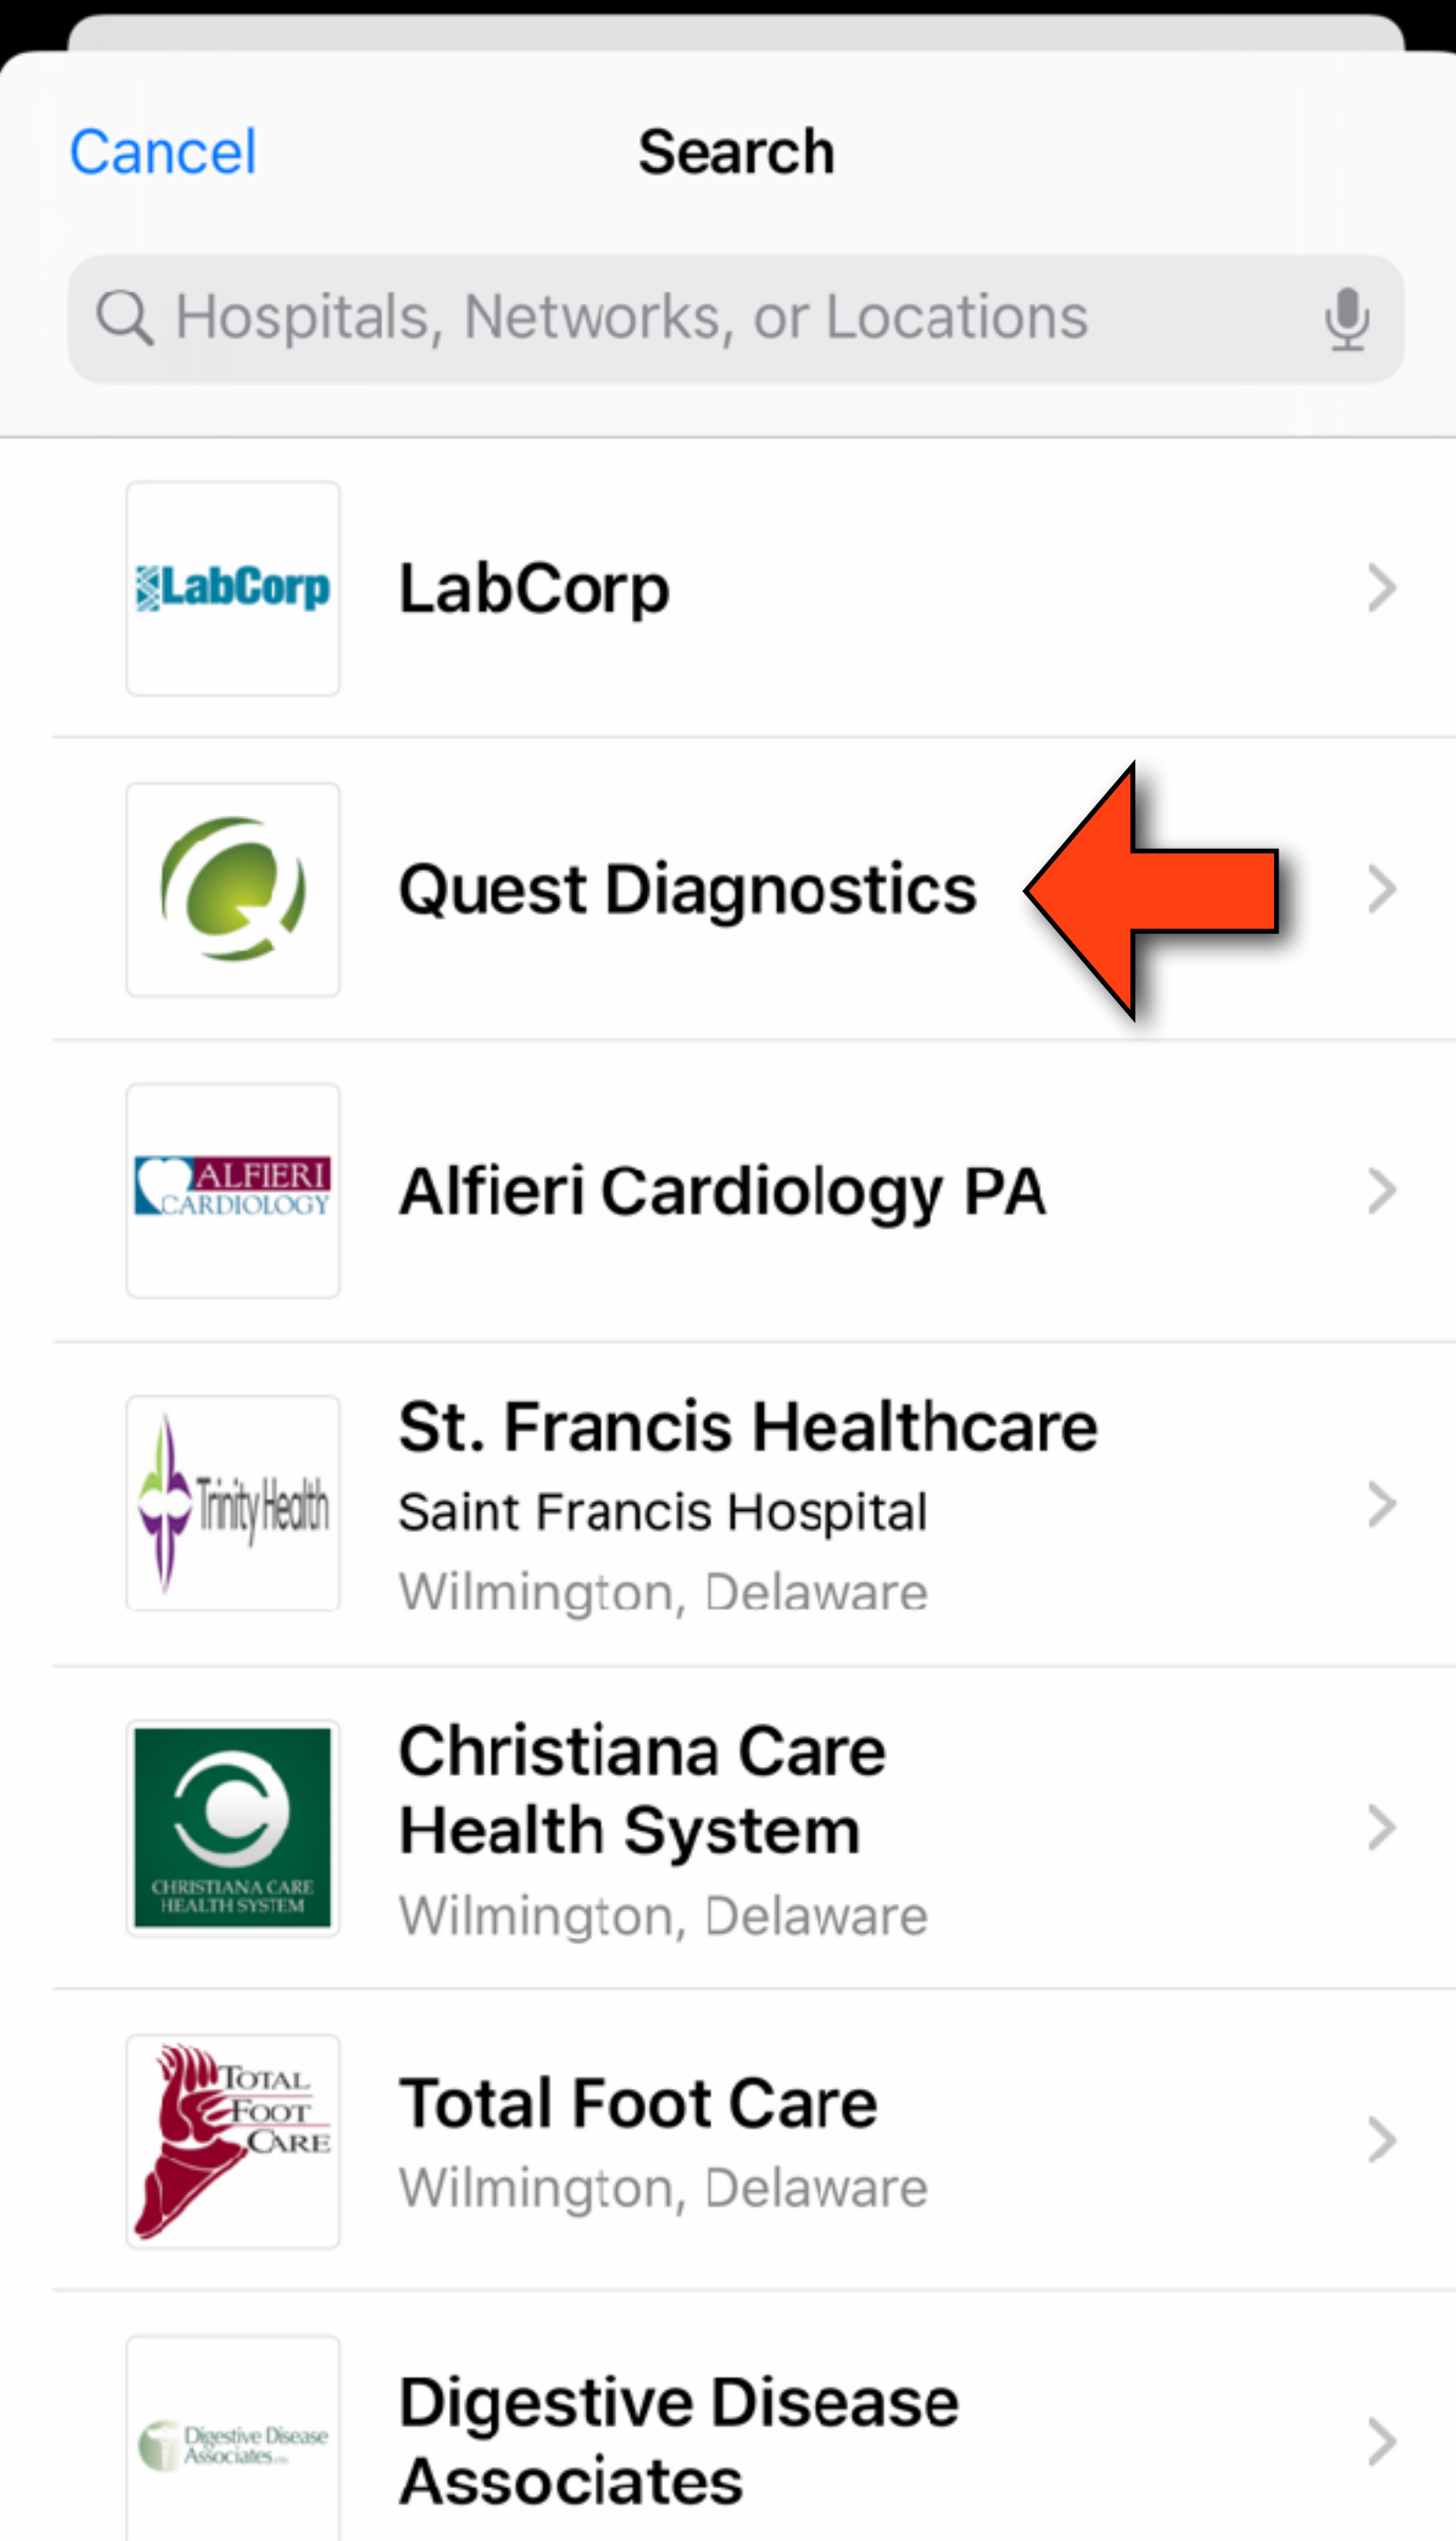 Cancel
Search
Hospitals, Networks, or Locations
LabCorp
LabCorp
Quest Diagnostics
ALFIERI
CARDIOLOGY
Alfieri Cardiology PA
Trinity Health
St. Francis Healthcare
Saint Francis Hospital
Wilmington, Delaware
CHRISTIANA CARE
HEALTH SYSTEM
Christiana Care
Health System
Wilmington, Delaware
TOTAL
FOOT
CARE
Total Foot Care
Wilmington, Delaware
Digestive Disease
Associates
Digestive Disease
Associates